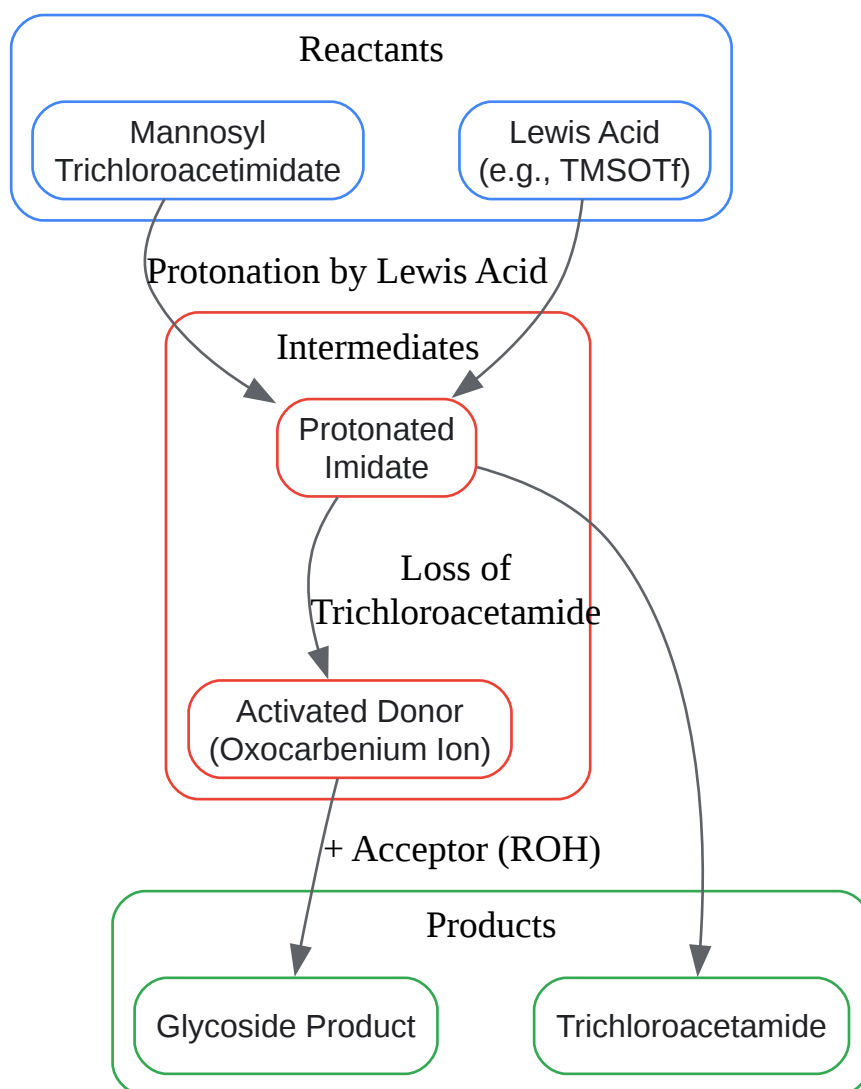 Reactants
Mannosyl
Trichloroacetimidate
Lewis Acid
(e.g., TMSOTf)
Protonation by Lewis Acid
Intermediates
Protonated
Imidate
Loss of
Trichloroacetamide
Activated Donor
(Oxocarbenium Ion)
+ Acceptor (ROH)
Products
Glycoside Product
Trichloroacetamide